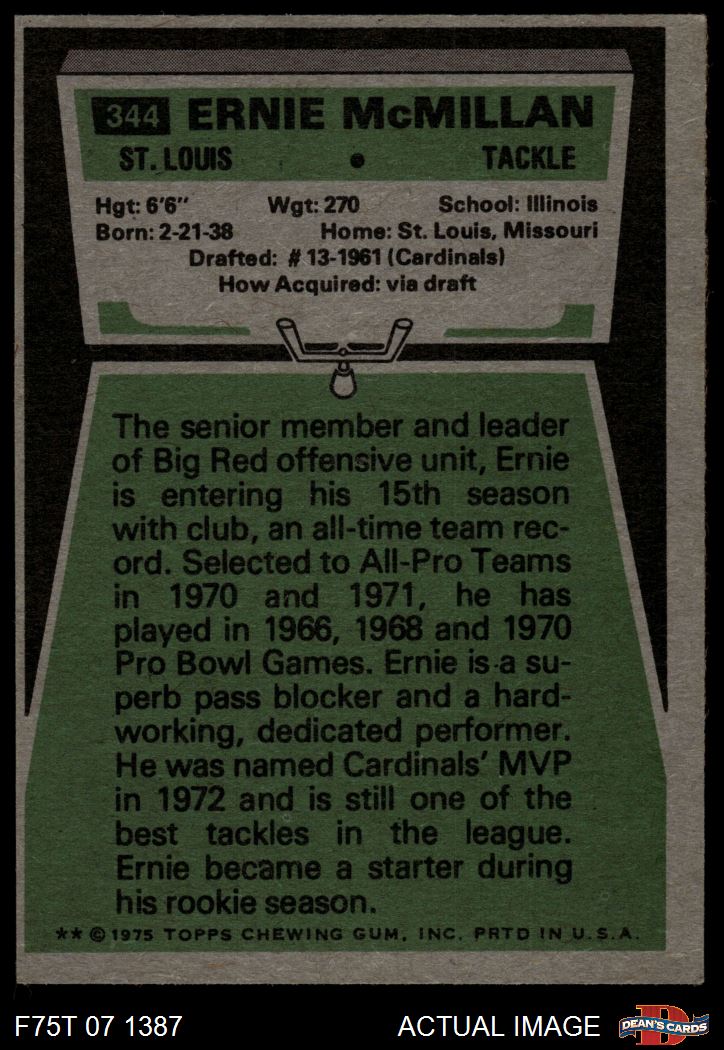 344 ERNIE McMILLAN
ST. LOUIS • TACKLE
Hgt: 6'6" Wgt: 270 School: Illinois
Born: 2-21-38 Home: St. Louis, Missouri
Drafted: #13-1961 (Cardinals)
How Acquired: via draft
The senior member and leader
of Big Red offensive unit, Ernie
is entering his 15th season
with club, an all-time team rec-
ord. Selected to All-Pro Teams
in 1970 and 1971, he has
played in 1966, 1968 and 1970
Pro Bowl Games. Ernie is a su-
perb pass blocker and a hard-
working, dedicated performer.
He was named Cardinals' MVP
in 1972 and is still one of the
best tackles in the league.
Ernie became a starter during
his rookie season.
** © 1975 TOPPS CHEWING GUM, INC. PRTD IN U.S.A.
F75T 07 1387 ACTUAL IMAGE D DEAN'S CARDS